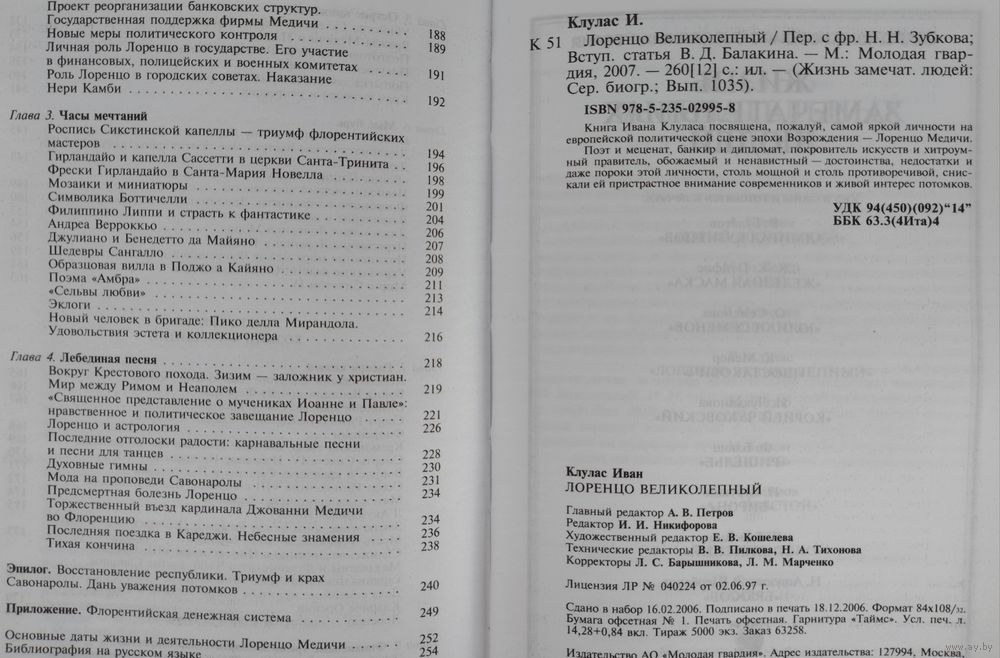 Проект реорганизации банковских структур.
Государственная поддержка фирмы Медичи . . . . . . . . . . . 188
Новые меры политического контроля . . . . . . . . . . . . . . . 189
Личная роль Лоренцо в государстве. Его участие
в финансовых, полицейских и военных комитетах . . . . . 191
Роль Лоренцо в городских советах. Наказание
Нери Камби . . . . . . . . . . . . . . . . . . . . . . . . . . . . . . 192
Глава 3. Часы мечтаний
Роспись Сикстинской капеллы — триумф флорентийских
мастеров . . . . . . . . . . . . . . . . . . . . . . . . . . . . . . . . 194
Гирландайо и капелла Сассетти в церкви Санта-Тринита . . 196
Фрески Гирландайо в Санта-Мария Новелла . . . . . . . . . . 198
Мозаики и миниатюры . . . . . . . . . . . . . . . . . . . . . . . 199
Символика Боттичелли . . . . . . . . . . . . . . . . . . . . . . . 201
Филиппино Липпи и страсть к фантастике . . . . . . . . . . . 204
Андреа Верроккьо . . . . . . . . . . . . . . . . . . . . . . . . . . 206
Джулиано и Бенедетто да Майяно . . . . . . . . . . . . . . . . 207
Шедевры Сангалло . . . . . . . . . . . . . . . . . . . . . . . . . 208
Образцовая вилла в Поджо а Кайяно . . . . . . . . . . . . . . 209
Поэма «Амбра» . . . . . . . . . . . . . . . . . . . . . . . . . . . . 211
«Сельвы любви» . . . . . . . . . . . . . . . . . . . . . . . . . . . 213
Эклоги . . . . . . . . . . . . . . . . . . . . . . . . . . . . . . . . . 214
Новый человек в бригаде: Пико делла Мирандола.
Удовольствия эстета и коллекционера . . . . . . . . . . . . . 216
Глава 4. Лебединая песня . . . . . . . . . . . . . . . . . . . . . 218
Вокруг Крестового похода. Зизим — заложник у христиан.
Мир между Римом и Неаполем . . . . . . . . . . . . . . . . . . 219
«Священное представление о мучениках Иоанне и Павле»:
нравственное и политическое завещание Лоренцо . . . . . 221
Лоренцо и астрология . . . . . . . . . . . . . . . . . . . . . . . 226
Последние отголоски радости: карнавальные песни
и песни для танцев . . . . . . . . . . . . . . . . . . . . . . . . . 228
Духовные гимны . . . . . . . . . . . . . . . . . . . . . . . . . . . 230
Мода на проповеди Савонаролы . . . . . . . . . . . . . . . . . 231
Предсмертная болезнь Лоренцо . . . . . . . . . . . . . . . . . 234
Торжественный въезд кардинала Джованни Медичи
во Флоренцию . . . . . . . . . . . . . . . . . . . . . . . . . . . . 234
Последняя поездка в Кареджи. Небесные знамения . . . . 236
Тихая кончина . . . . . . . . . . . . . . . . . . . . . . . . . . . . 238
Эпилог. Восстановление республики. Триумф и крах
Савонаролы. Дань уважения потомков . . . . . . . . . . . . . 240
Приложение. Флорентийская денежная система . . . . . . . 249
Основные даты жизни и деятельности Лоренцо Медичи . . . 252
Библиография на русском языке . . . . . . . . . . . . . . . . . 254
Клулас И.
К 51 Лоренцо Великолепный / Пер. с фр. Н. Н. Зубкова;
Вступ. статья В. Д. Балакина. — М.: Молодая гвар-
дия, 2007. — 260[12] с.: ил. — (Жизнь замечат. людей:
Сер. биогр.; Вып. 1035).
ISBN 978-5-235-02995-8
Книга Ивана Клуласа посвящена, пожалуй, самой яркой личности на
европейской политической сцене эпохи Возрождения — Лоренцо Медичи.
Поэт и меценат, банкир и дипломат, покровитель искусств и хитроум-
ный правитель, обожаемый и ненавистный — достоинства, недостатки и
даже пороки этой личности, столь мощной и столь противоречивой, снис-
кали ей пристрастное внимание современников и живой интерес потомков.
УДК 94(450)(092)“14”
ББК 63.3(4Ита)4
Клулас Иван
ЛОРЕНЦО ВЕЛИКОЛЕПНЫЙ
Главный редактор А. В. Петров
Редактор И. И. Никифорова
Художественный редактор Е. В. Кошелева
Технические редакторы В. В. Пилкова, Н. А. Тихонова
Корректоры Л. С. Барышникова, Л. М. Марченко
Лицензия ЛР № 040224 от 02.06.97 г.
Сдано в набор 16.02.2006. Подписано в печать 18.12.2006. Формат 84х108/32.
Бумага офсетная № 1. Печать офсетная. Гарнитура «Таймс». Усл. печ. л.
14,28+0,84 вкл. Тираж 5000 экз. Заказ 63258.
Издательство АО «Молодая гвардия». Адрес издательства: 127994, Москва,
www.ay.by